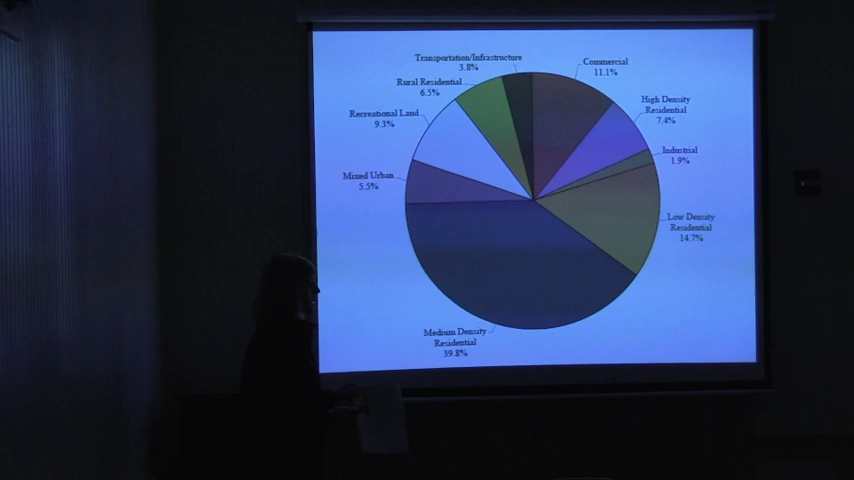 Transportation/Infrastructure
3.8%
Commercial
11.1%
Rural Residential
6.5%
High Density
Residential
7.4%
Recreational Land
9.3%
Industrial
1.9%
Mixed Urban
5.5%
Low Density
Residential
14.7%
Medium Density
Residential
39.8%